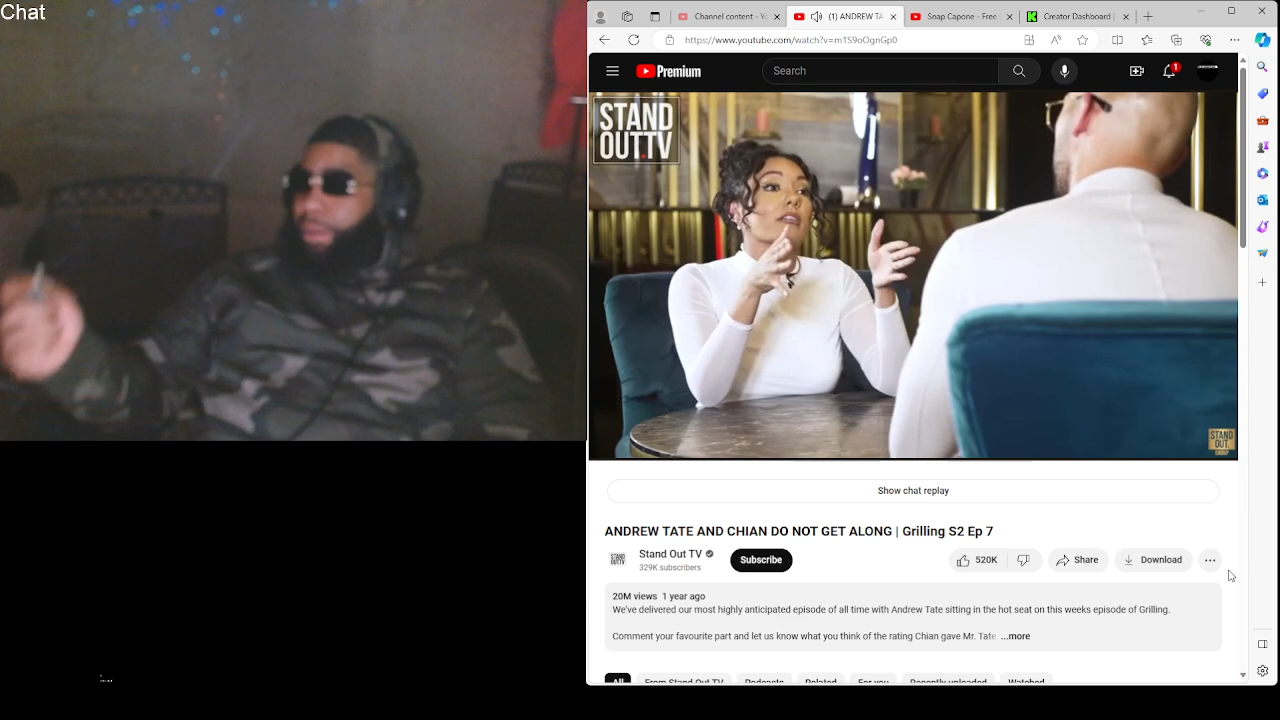 Chat
Channel content - Yo
(1) ANDREW TA
Snap Capone - Free
Creator Dashboard
https://www.youtube.com/watch?v=m1S9oOgnGp0
Premium
Search
1
STAND
OUTTV
STAND
OUT.
GROUP
Show chat replay
ANDREW TATE AND CHIAN DO NOT GET ALONG | Grilling S2 Ep 7
Stand Out TV
329K subscribers
Subscribe
520K
Share
Download
20M views 1 year ago
We've delivered our most highly anticipated episode of all time with Andrew Tate sitting in the hot seat on this weeks episode of Grilling.
Comment your favourite part and let us know what you think of the rating Chian gave Mr. Tate ...more
All
From Stand Out TV
Podcasts
Related
For you
Recently uploaded
Watched